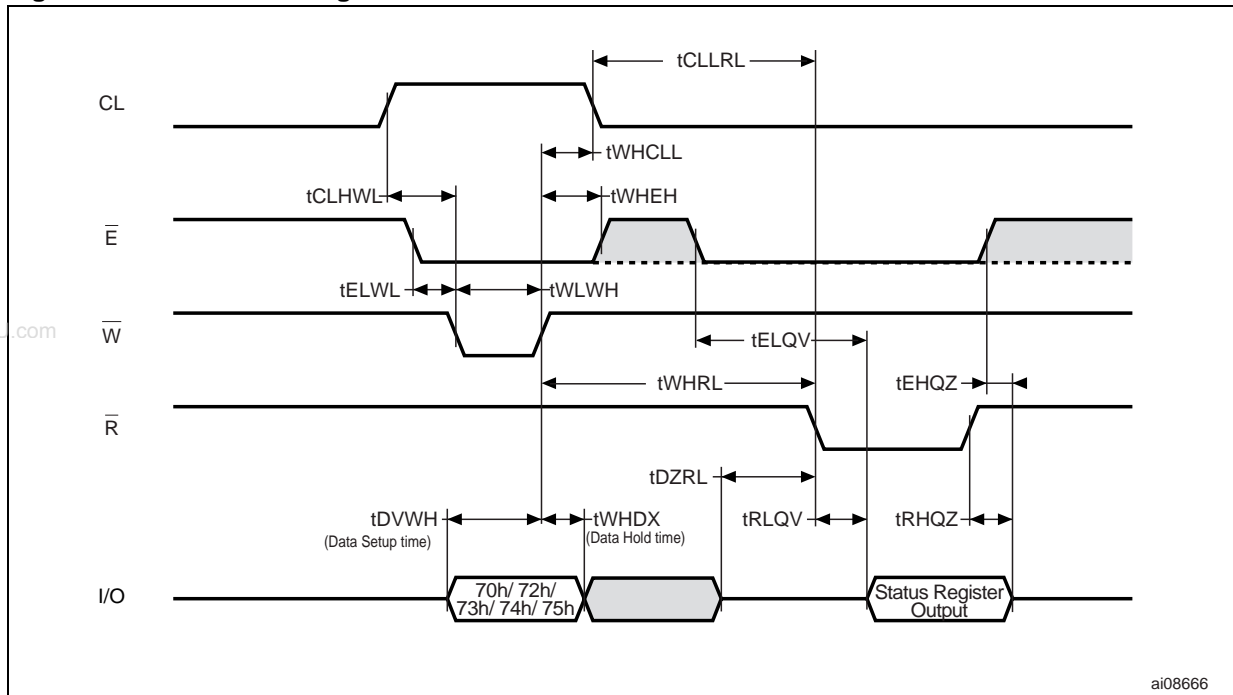 tCLLRL
CL
tWHCLL
tCLHWL
tWHEH
E
tELWL
tWLWH
.com
W
tELQV
tWHRL
tEHQZ
R
tDZRL
tDVWH
(Data Setup time)
tWHDX
(Data Hold time)
tRLQV
tRHQZ
I/O
70h/ 72h/
73h/ 74h/ 75h
Status Register
Output
ai08666